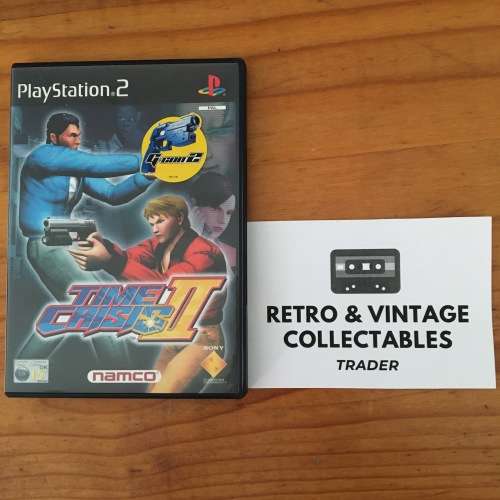 PlayStation 2
G-con 2
TIME
CRISIS II
SONY
namco
RETRO & VINTAGE
COLLECTABLES
TRADER